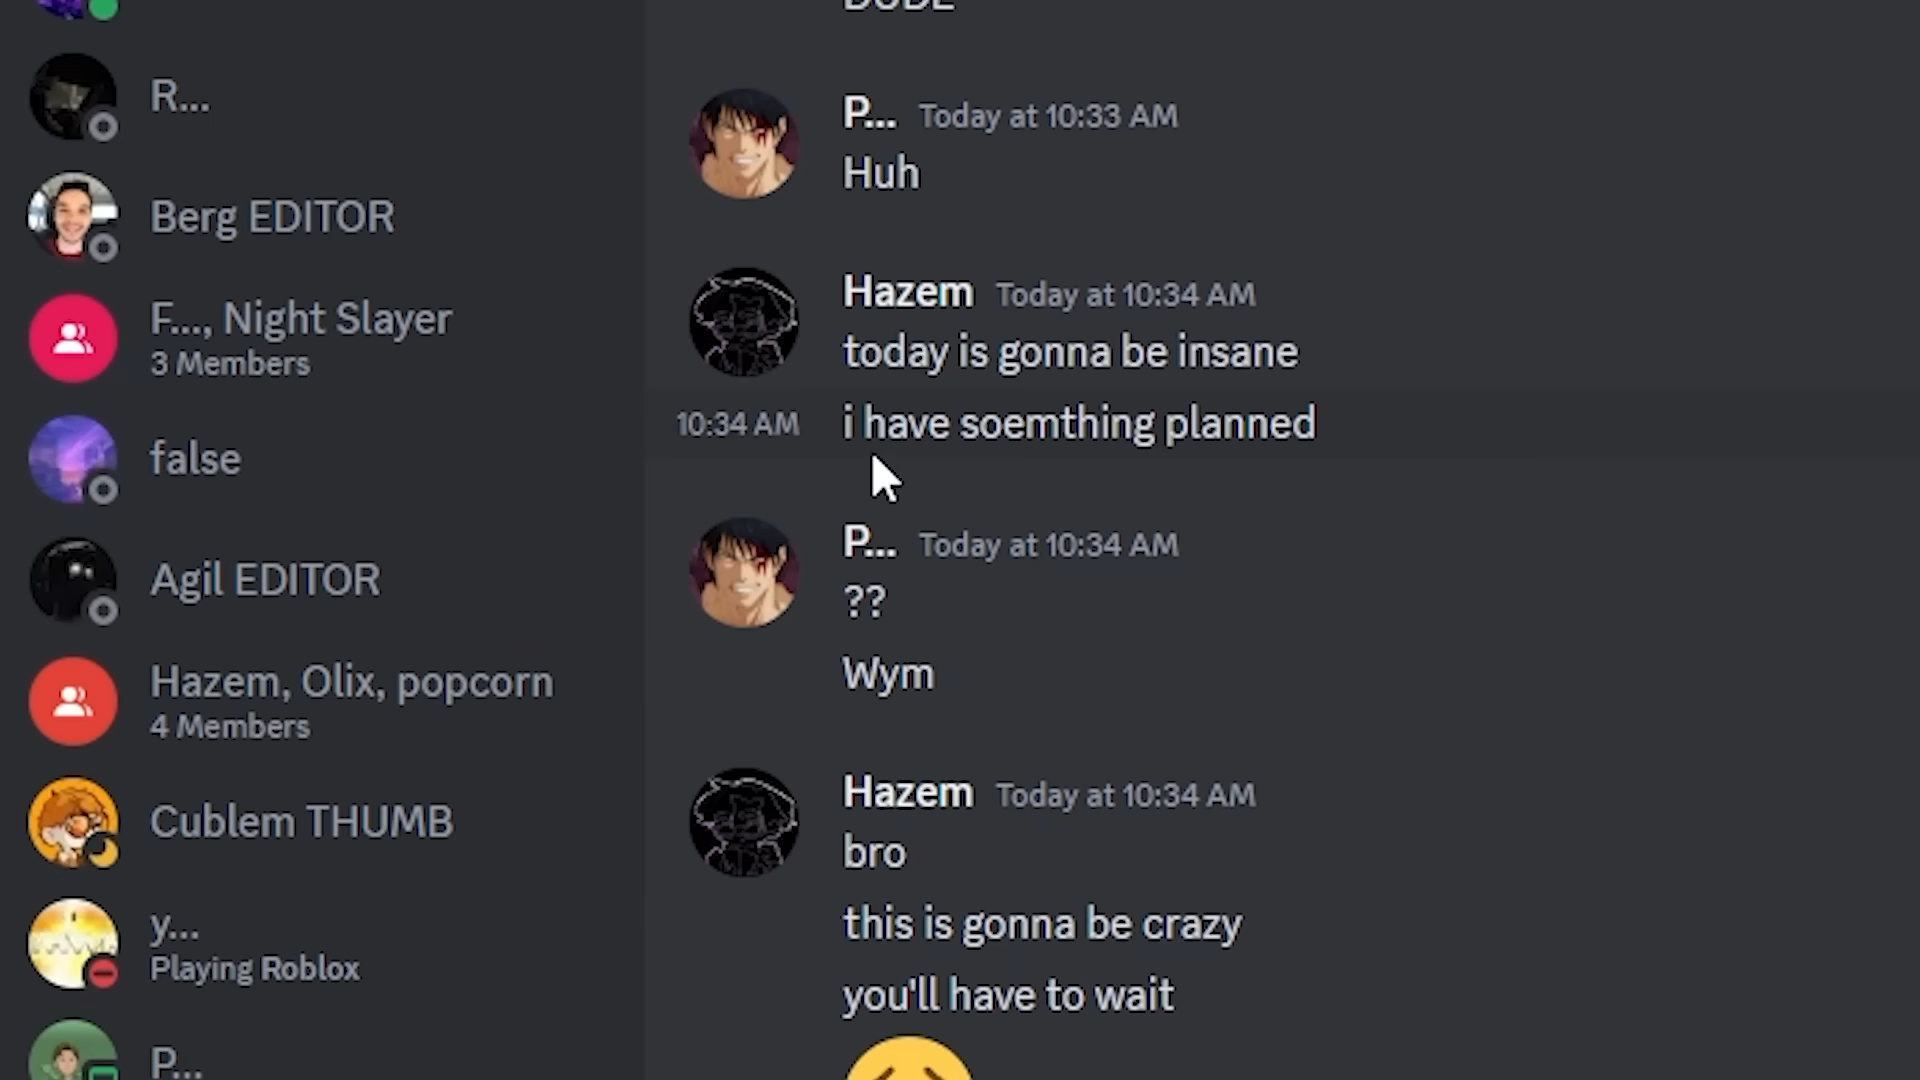 R...
Berg EDITOR
F..., Night Slayer
3 Members
false
Agil EDITOR
Hazem, Olix, popcorn
4 Members
Cublem THUMB
y...
Playing Roblox
P...
DUDE
P... Today at 10:33 AM
Huh
Hazem Today at 10:34 AM
today is gonna be insane
10:34 AM i have soemthing planned
P... Today at 10:34 AM
??
Wym
Hazem Today at 10:34 AM
bro
this is gonna be crazy
you'll have to wait